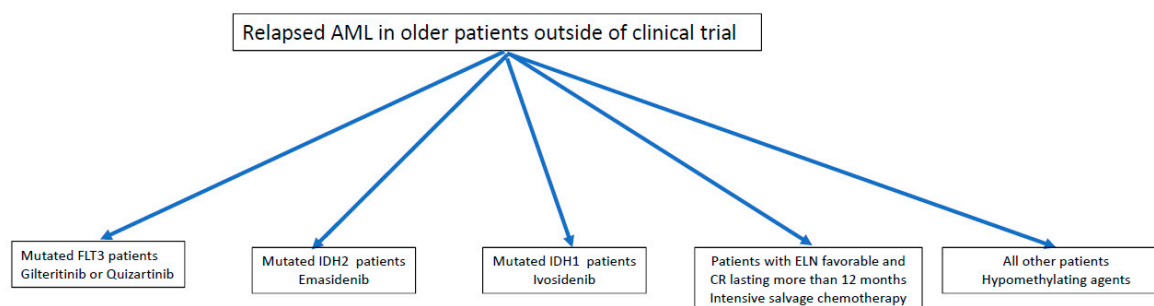 Relapsed AML in older patients outside of clinical trial
Mutated FLT3 patients
Gilteritinib or Quizartinib
Mutated IDH2 patients
Emasidenib
Mutated IDH1 patients
Ivosidenib
Patients with ELN favorable and
CR lasting more than 12 months
Intensive salvage chemotherapy
All other patients
Hypomethylating agents